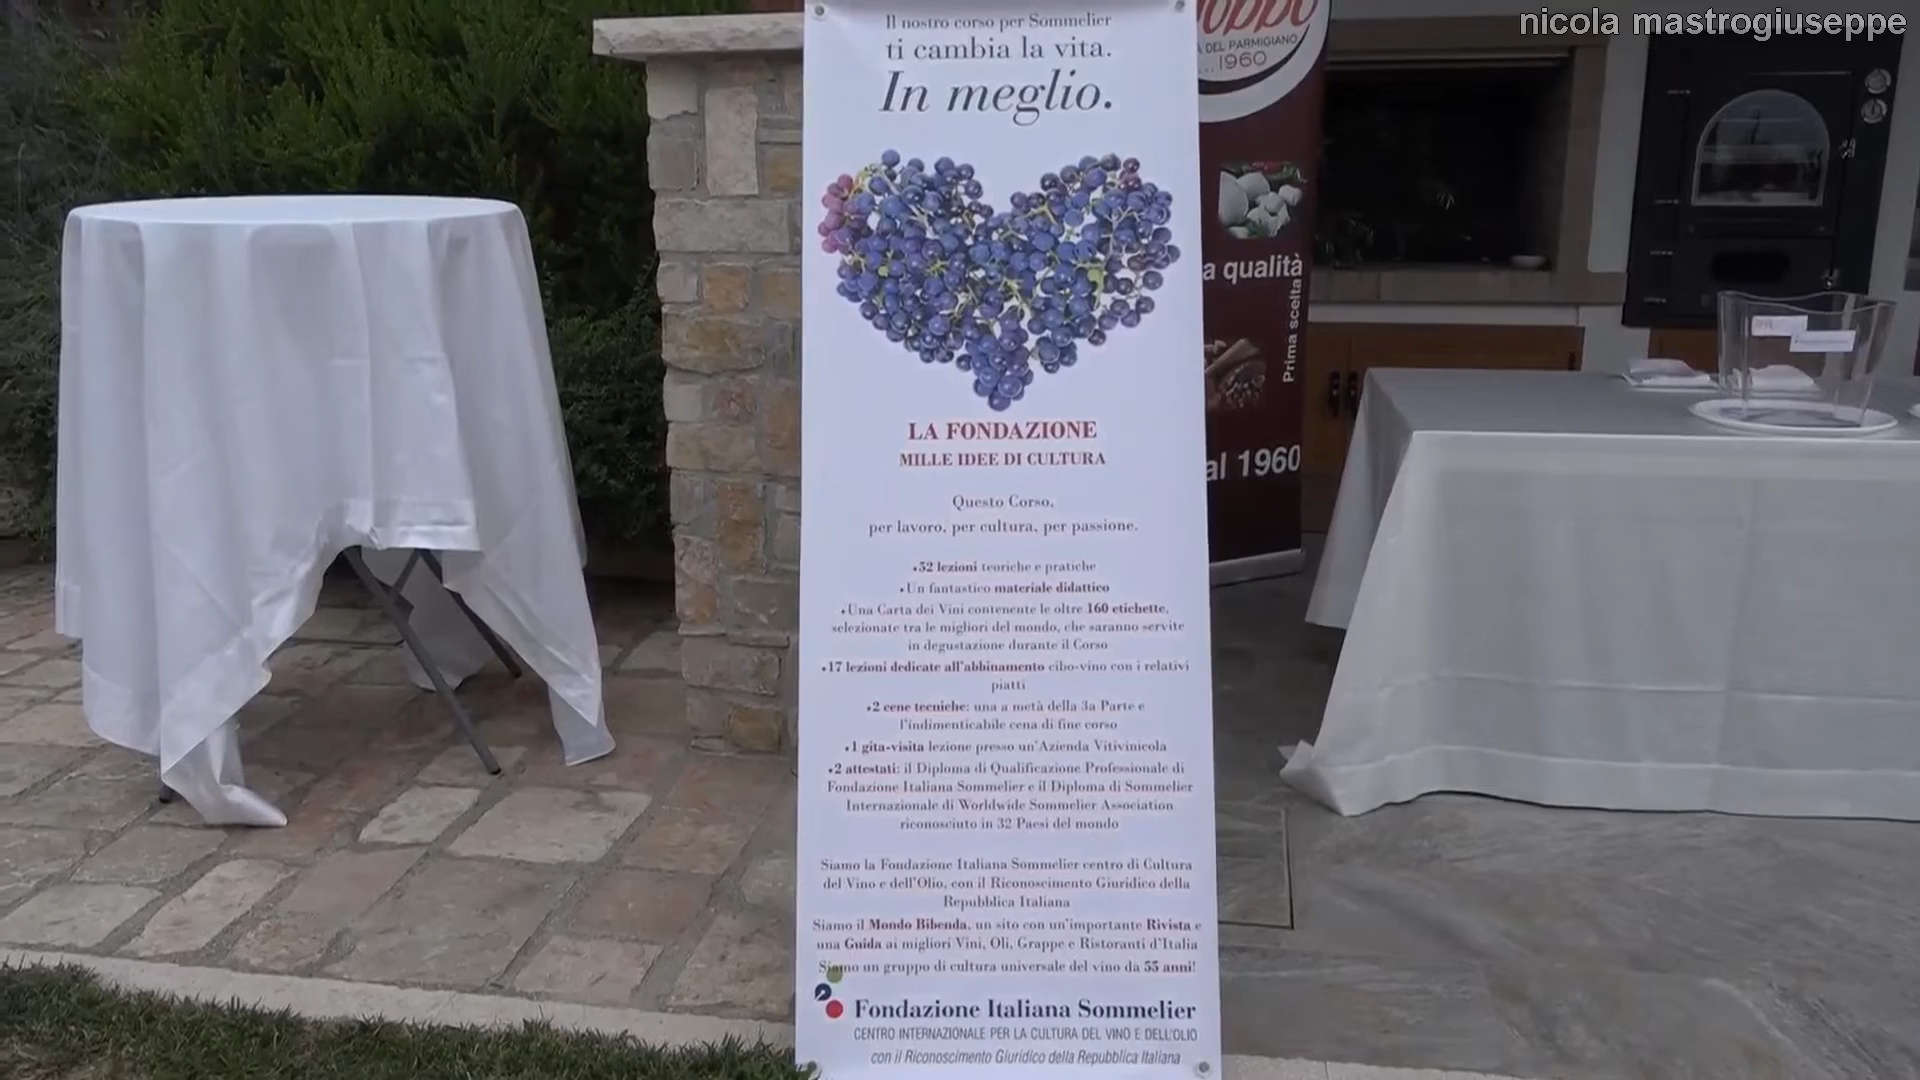 nicola mastrogiuseppe
Il nostro corso per Sommelier
ti cambia la vita.
In meglio.
LA FONDAZIONE
MILLE IDEE DI CULTURA
Questo Corso,
per lavoro, per cultura, per passione.
•52 lezioni teoriche e pratiche
•Un fantastico materiale didattico
•Una Carta dei Vini contenente le oltre 160 etichette,
selezionate tra le migliori del mondo, che saranno servite
in degustazione durante il Corso
•17 lezioni dedicate all'abbinamento cibo-vino con i relativi
piatti
•2 cene tecniche: una a metà della 3a Parte e
l'indimenticabile cena di fine corso
•1 gita-visita lezione presso un'Azienda Vitivinicola
•2 attestati: il Diploma di Qualificazione Professionale di
Fondazione Italiana Sommelier e il Diploma di Sommelier
Internazionale di Worldwide Sommelier Association
riconosciuto in 32 Paesi del mondo
Siamo la Fondazione Italiana Sommelier centro di Cultura
del Vino e dell'Olio, con il Riconoscimento Giuridico della
Repubblica Italiana
Siamo il Mondo Bibenda, un sito con un'importante Rivista e
una Guida ai migliori Vini, Oli, Grappe e Ristoranti d'Italia
Siamo un gruppo di cultura universale del vino da 55 anni!
Fondazione Italiana Sommelier
CENTRO INTERNAZIONALE PER LA CULTURA DEL VINO E DELL'OLIO
con il Riconoscimento Giuridico della Repubblica Italiana
DEL PARMIGIANO
...1960
a qualità
Prima scelta
al 1960